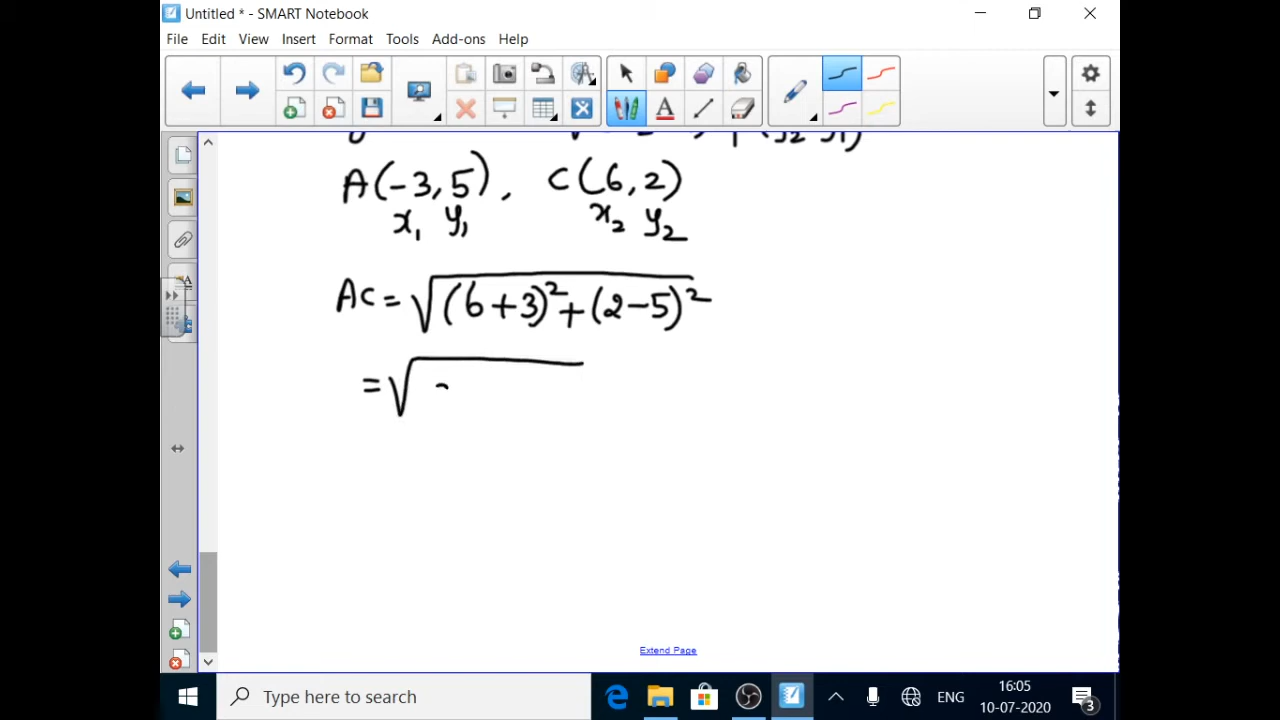 Untitled * - SMART Notebook
File Edit View Insert Format Tools Add-ons Help
A(-3,5), C(6,2)
x₁ y₁ x₂ y₂
AC=√(6+3)²+(2-5)²
=√
Extend Page
Type here to search
ENG
16:05
10-07-2020
3